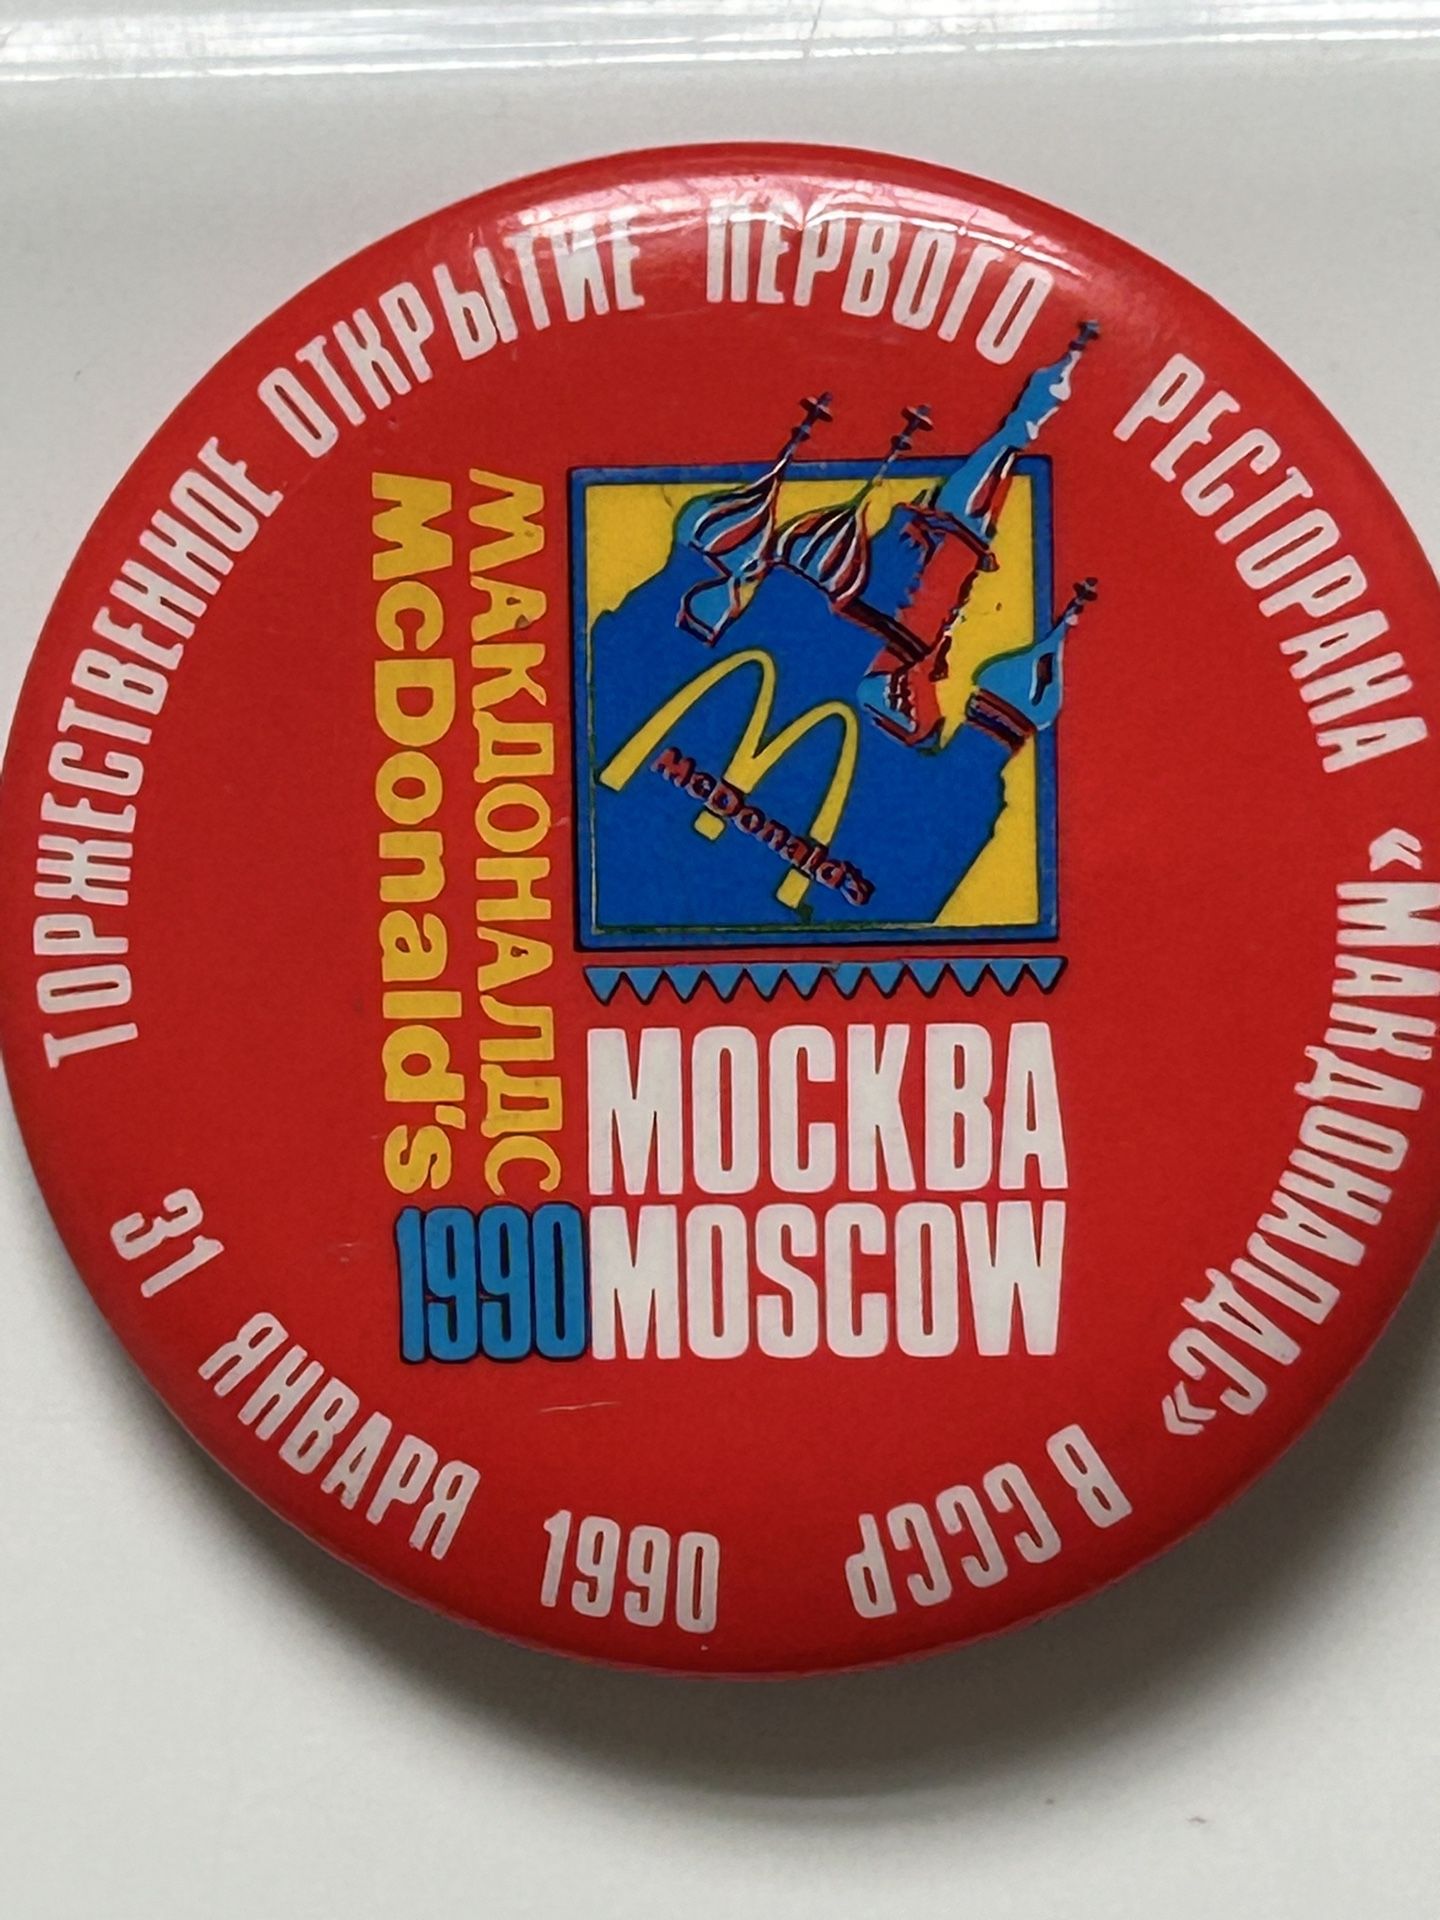 ТОРЖЕСТВЕННОЕ ОТКРЫТИЕ ПЕРВОГО РЕСТОРАНА «МАКДОНАЛДС» В СССР
31 ЯНВАРЯ 1990
McDonald's
МАКДОНАЛДС
McDonald's
МОСКВА
1990 MOSCOW